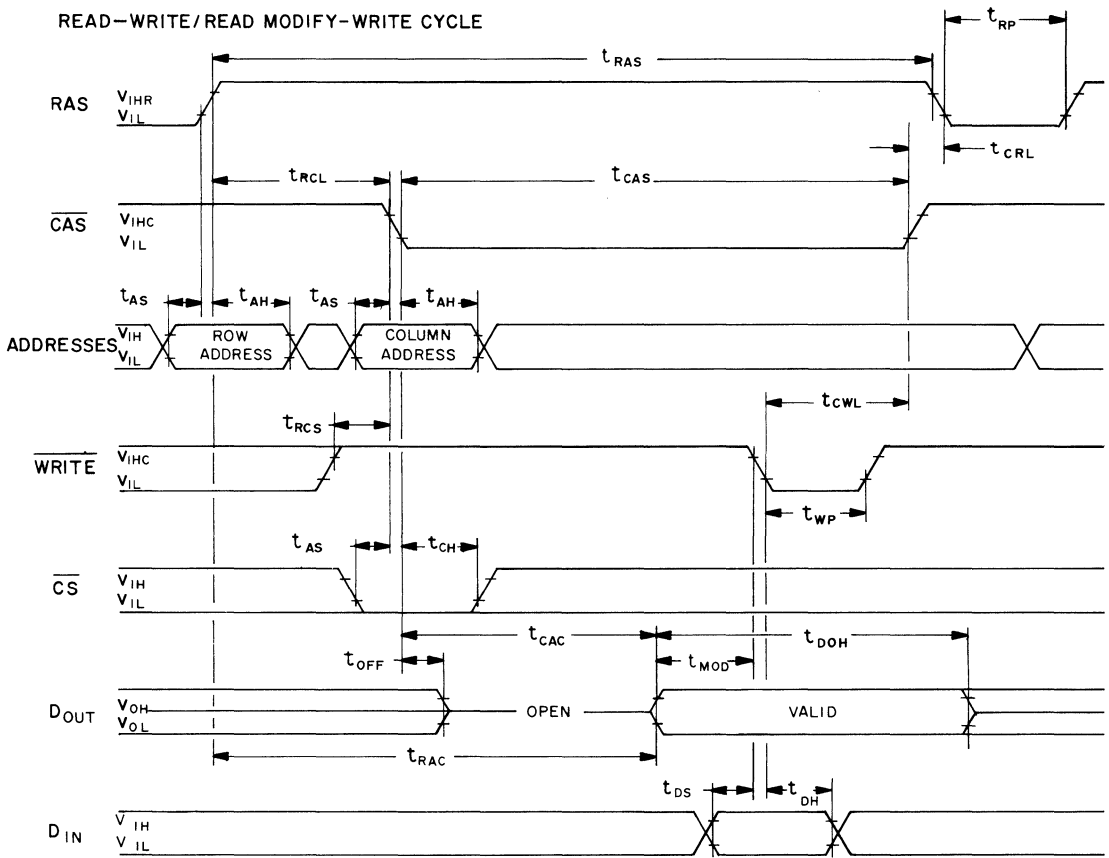 READ-WRITE/READ MODIFY-WRITE CYCLE
tRP
tRAS
RAS
VIHR
VIL
tCRL
tRCL
tCAS
CAS
VIHC
VIL
tAS
tAH
tAS
tAH
ADDRESSES
VIH
VIL
ROW
ADDRESS
COLUMN
ADDRESS
tCWL
tRCS
WRITE
VIHC
VIL
tWP
tAS
tCH
CS
VIH
VIL
tCAC
tDOH
tOFF
tMOD
DOUT
VOH
VOL
OPEN
VALID
tRAC
tDS
tDH
DIN
VIH
VIL